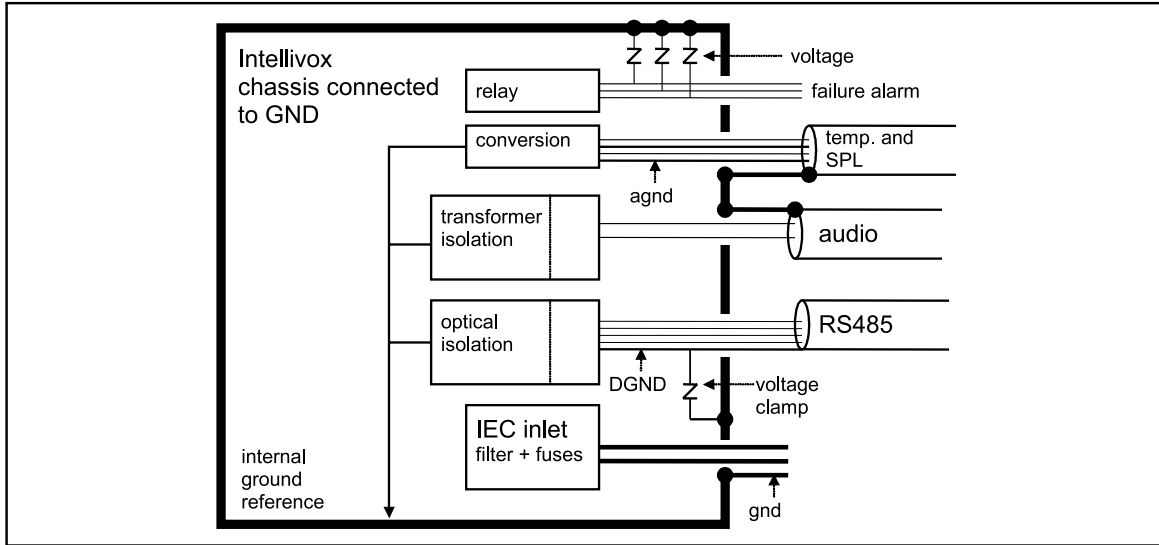 Intellivox
chassis connected
to GND
voltage
relay
failure alarm
conversion
temp. and
SPL
agnd
transformer
isolation
audio
optical
isolation
RS485
DGND
voltage
clamp
IEC inlet
filter + fuses
internal
ground
reference
gnd